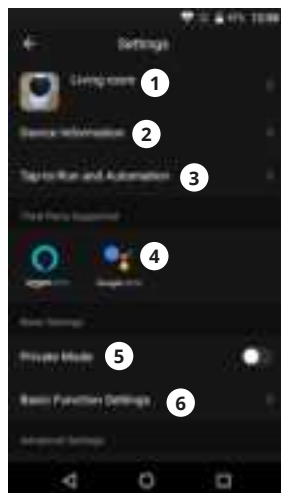 Settings
Living room 1
Device Information 2
Tap-to-Run and Automation 3
Third-Party Supported
4
Basic Settings
Private Mode 5
Basic Function Settings 6
Advanced Settings